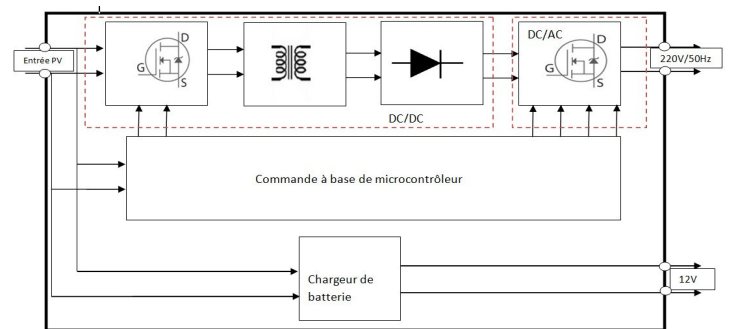 D
G
S
DC/AC
D
G
S
Entrée PV
220V/50Hz
DC/DC
Commande à base de microcontrôleur
Chargeur de
batterie
12V